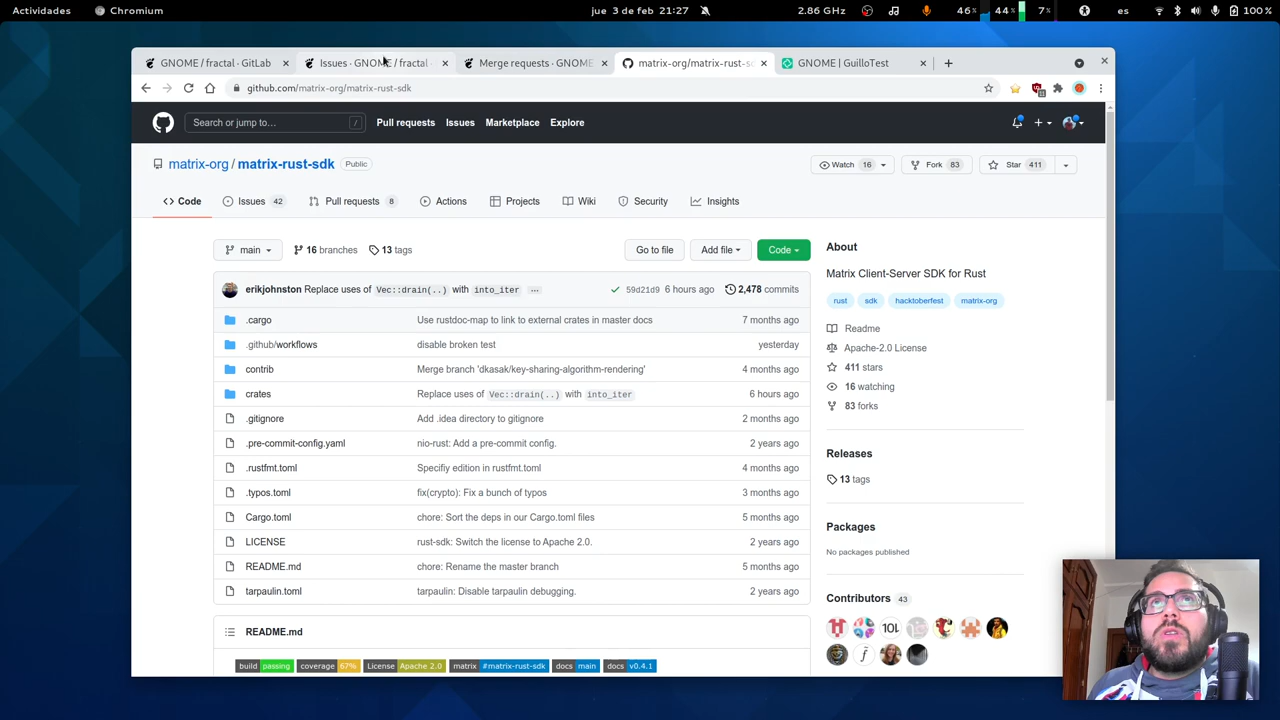 Actividades Chromium jue 3 de feb 21:27 2.86 GHz 46% 44% 7% es 100 %
GNOME / fractal · GitLab Issues · GNOME / fractal · Merge requests · GNOME matrix-org/matrix-rust-sd GNOME | GuilloTest
github.com/matrix-org/matrix-rust-sdk
Search or jump to... / Pull requests Issues Marketplace Explore
matrix-org / matrix-rust-sdk Public Watch 16 Fork 83 Star 411
Code Issues 42 Pull requests 8 Actions Projects Wiki Security Insights
main 16 branches 13 tags Go to file Add file Code
erikjohnston Replace uses of Vec::drain(..) with into_iter ... 59d21d9 6 hours ago 2,478 commits
.cargo Use rustdoc-map to link to external crates in master docs 7 months ago
.github/workflows disable broken test yesterday
contrib Merge branch 'dkasak/key-sharing-algorithm-rendering' 4 months ago
crates Replace uses of Vec::drain(..) with into_iter 6 hours ago
.gitignore Add .idea directory to gitignore 2 months ago
.pre-commit-config.yaml nio-rust: Add a pre-commit config. 2 years ago
.rustfmt.toml Specifiy edition in rustfmt.toml 4 months ago
.typos.toml fix(crypto): Fix a bunch of typos 3 months ago
Cargo.toml chore: Sort the deps in our Cargo.toml files 5 months ago
LICENSE rust-sdk: Switch the license to Apache 2.0. 2 years ago
README.md chore: Rename the master branch 5 months ago
tarpaulin.toml tarpaulin: Disable tarpaulin debugging. 2 years ago
README.md
build passing coverage 67% License Apache 2.0 matrix #matrix-rust-sdk docs main docs v0.4.1
About
Matrix Client-Server SDK for Rust
rust sdk hacktoberfest matrix-org
Readme
Apache-2.0 License
411 stars
16 watching
83 forks
Releases
13 tags
Packages
No packages published
Contributors 43